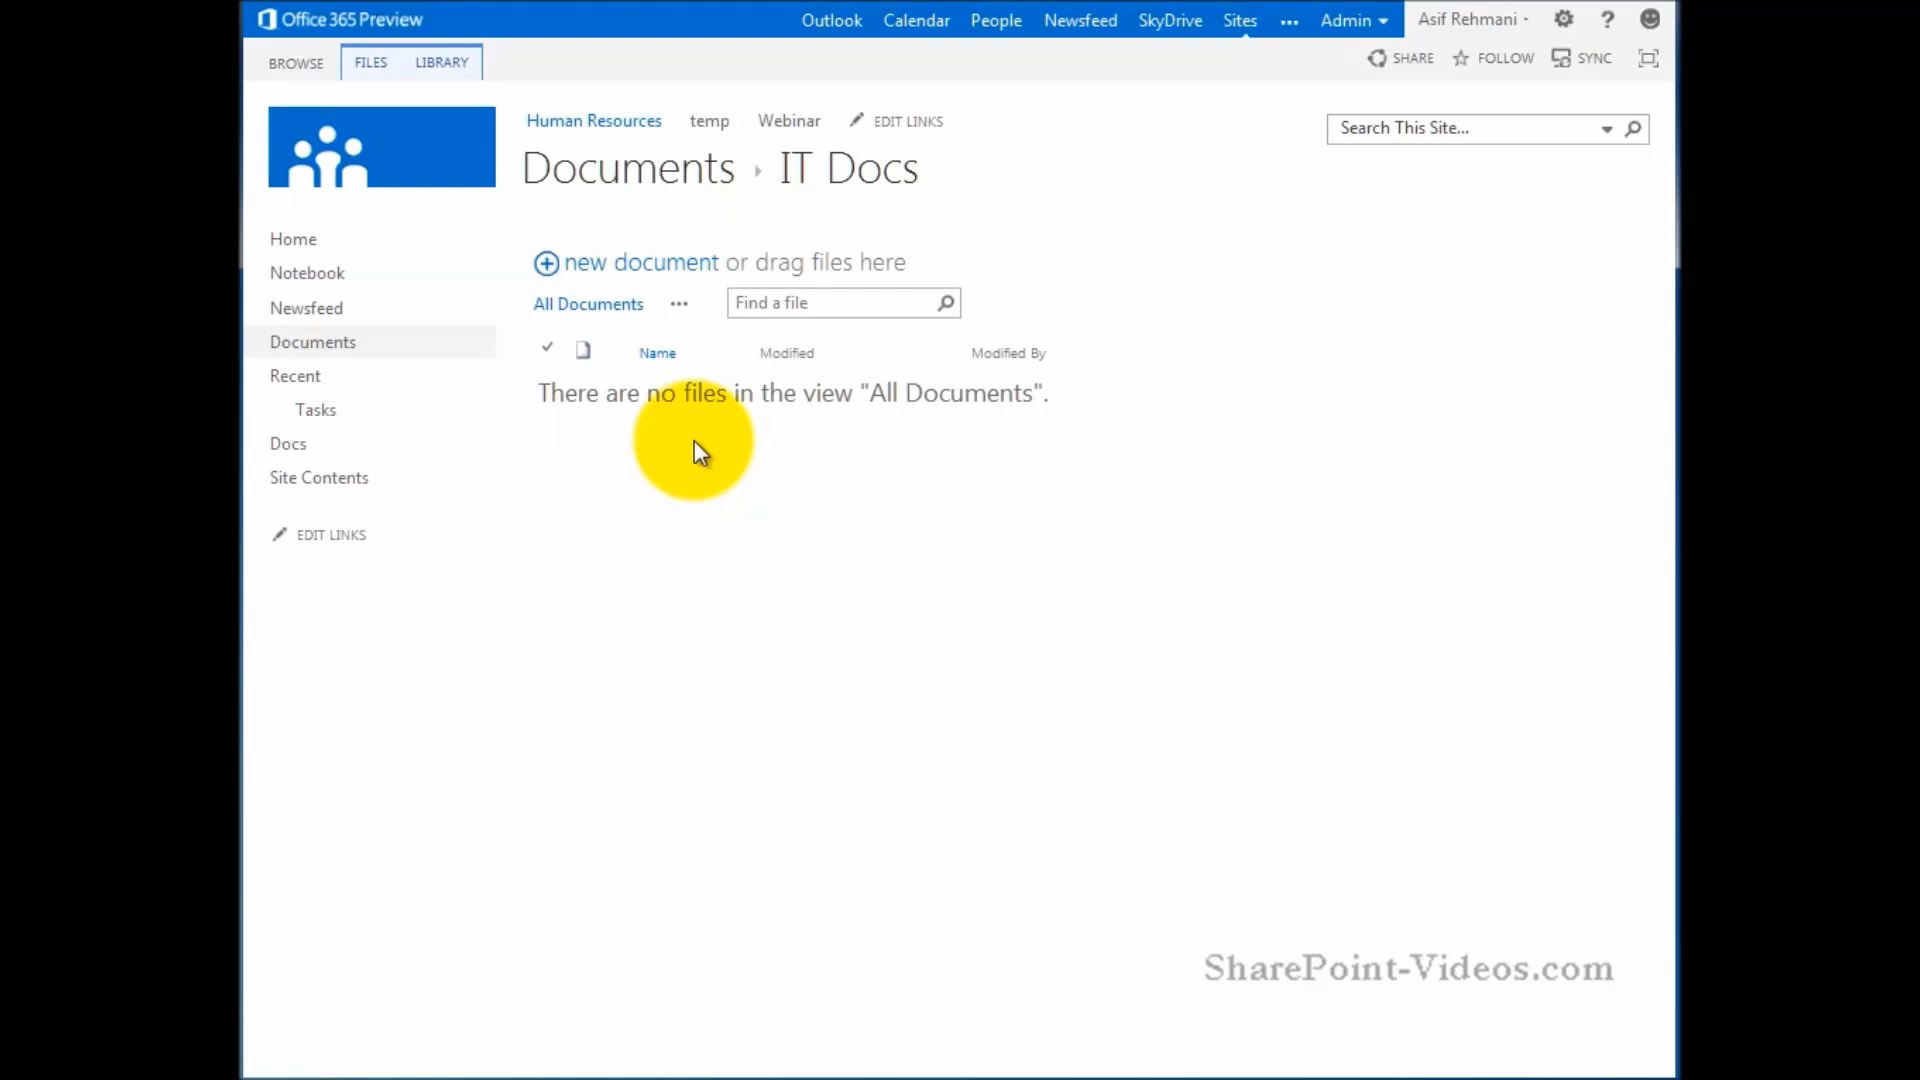 Office 365 Preview
Outlook Calendar People Newsfeed SkyDrive Sites ••• Admin Asif Rehmani ?
BROWSE FILES LIBRARY
SHARE FOLLOW SYNC
Human Resources temp Webinar EDIT LINKS
Search This Site...
Documents IT Docs
Home
Notebook
Newsfeed
Documents
Recent
Tasks
Docs
Site Contents
EDIT LINKS
new document or drag files here
All Documents ••• Find a file
Name Modified Modified By
There are no files in the view "All Documents".
SharePoint-Videos.com